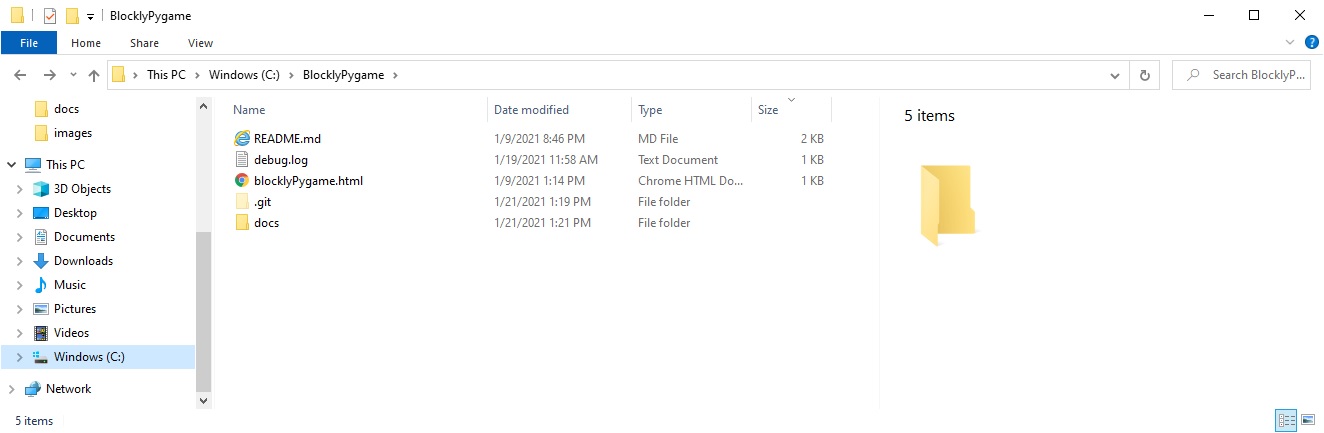 BlocklyPygame
File Home Share View
This PC Windows (C:) BlocklyPygame Search BlocklyP...
docs
images
This PC
3D Objects
Desktop
Documents
Downloads
Music
Pictures
Videos
Windows (C:)
Network
Name Date modified Type Size
README.md 1/9/2021 8:46 PM MD File 2 KB
debug.log 1/19/2021 11:58 AM Text Document 1 KB
blocklyPygame.html 1/9/2021 1:14 PM Chrome HTML Do... 1 KB
.git 1/21/2021 1:19 PM File folder
docs 1/21/2021 1:21 PM File folder
5 items
5 items